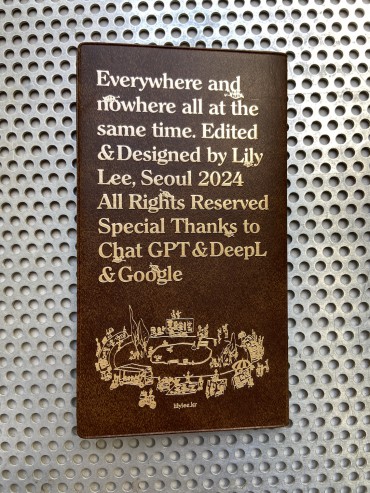 Everywhere and
nowhere all at the
same time. Edited
& Designed by Lily
Lee, Seoul 2024
All Rights Reserved
Special Thanks to
Chat GPT & DeepL
& Google
lilylee.kr